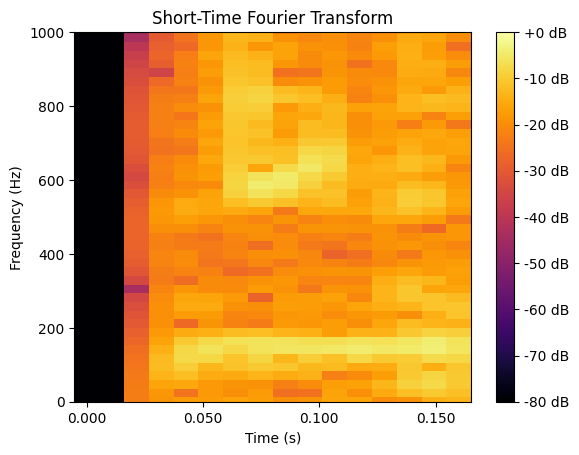 Short-Time Fourier Transform
1000
800
600
400
200
0
Frequency (Hz)
0.000
0.050
0.100
0.150
Time (s)
+0 dB
-10 dB
-20 dB
-30 dB
-40 dB
-50 dB
-60 dB
-70 dB
-80 dB